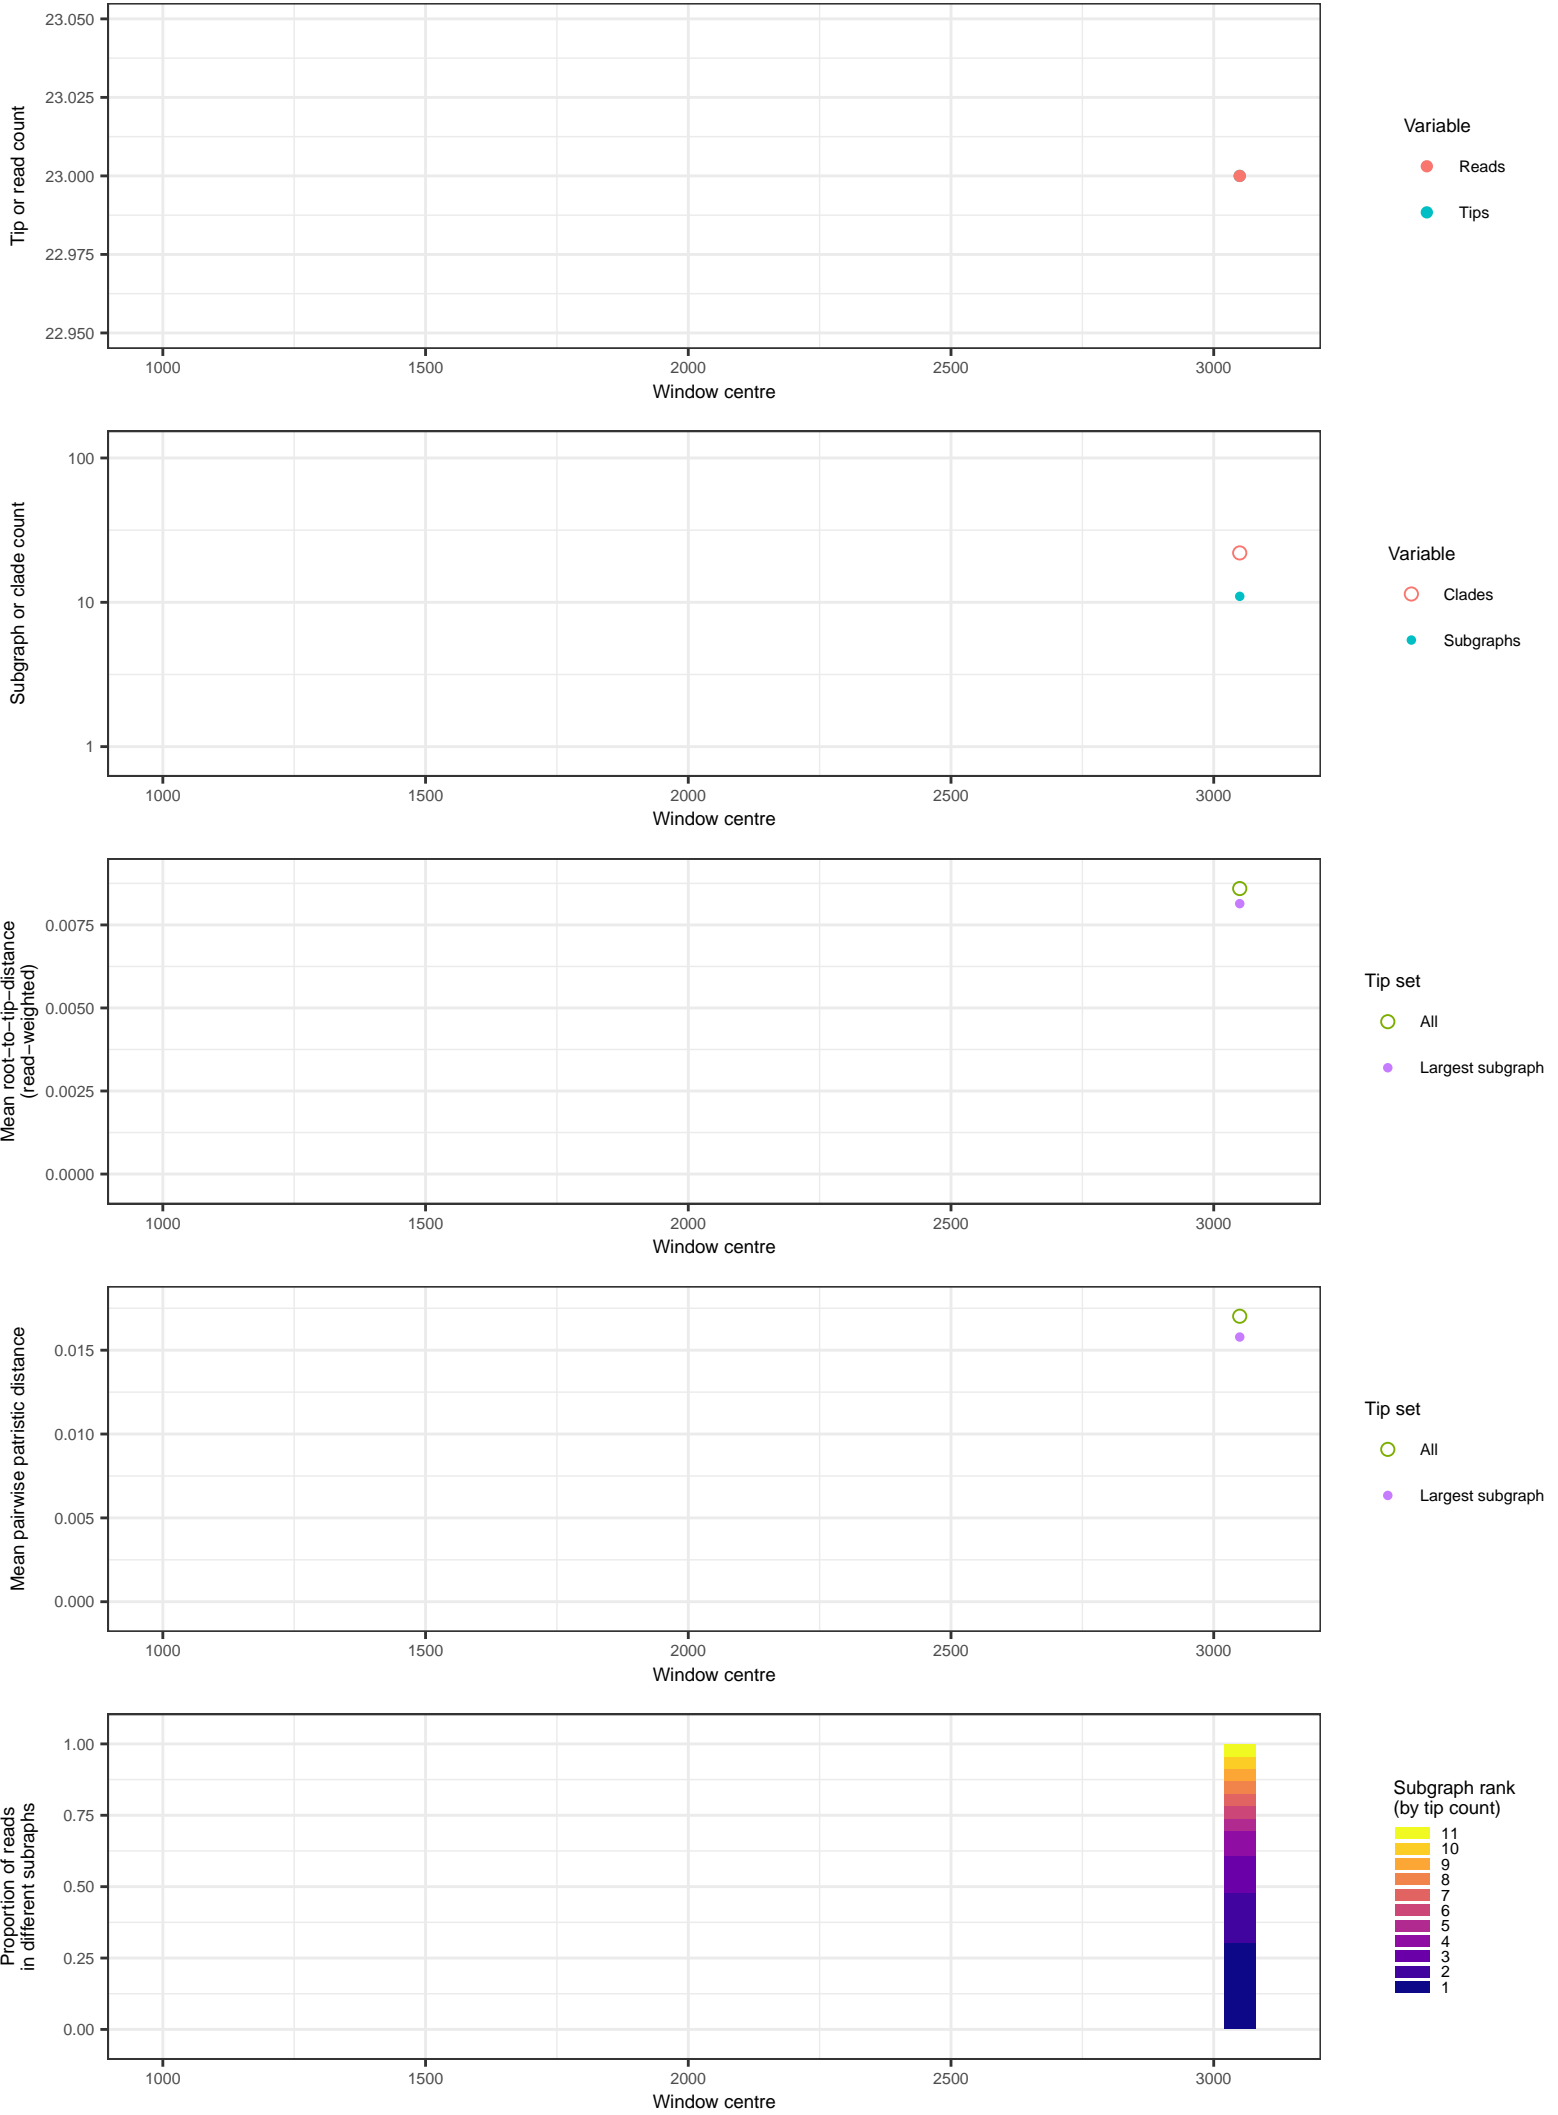 23.050
23.025
23.000
22.975
22.950
Tip or read count
1000 1500 2000 2500 3000
Window centre
Variable
Reads
Tips
100
10
1
Subgraph or clade count
1000 1500 2000 2500 3000
Window centre
Variable
Clades
Subgraphs
0.0075
0.0050
0.0025
0.0000
Mean root−to−tip−distance
(read−weighted)
1000 1500 2000 2500 3000
Window centre
Tip set
All
Largest subgraph
0.015
0.010
0.005
0.000
Mean pairwise patristic distance
1000 1500 2000 2500 3000
Window centre
Tip set
All
Largest subgraph
1.00
0.75
0.50
0.25
0.00
Proportion of reads
in different subraphs
1000 1500 2000 2500 3000
Window centre
Subgraph rank
(by tip count)
11
10
9
8
7
6
5
4
3
2
1